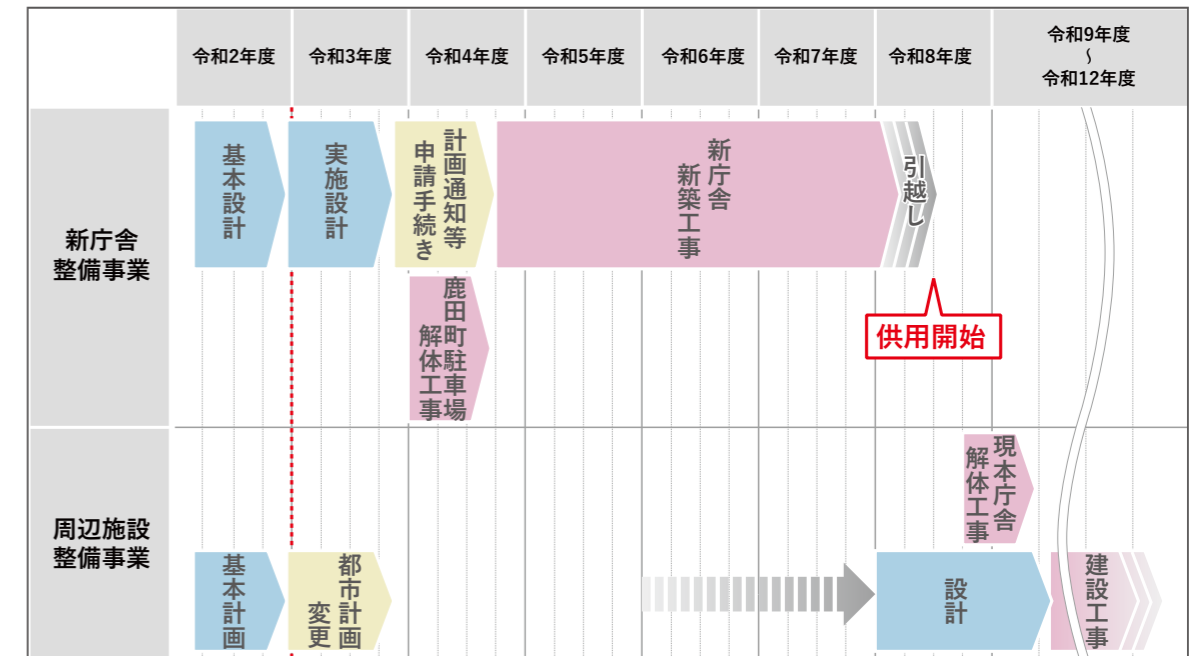 令和2年度
令和3年度
令和4年度
令和5年度
令和6年度
令和7年度
令和8年度
令和9年度
〜
令和12年度
新庁舎
整備事業
基本設計
実施設計
計画通知等
申請手続き
新庁舎
新築工事
引越し
鹿田町駐車場
解体工事
供用開始
周辺施設
整備事業
現本庁舎
解体工事
基本計画
都市計画
変更
設計
建設工事